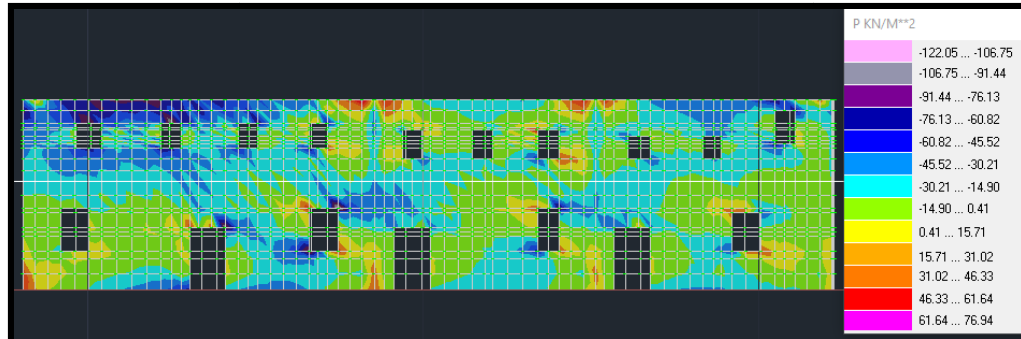 P KN/M**2
-122.05 ... -106.75
-106.75 ... -91.44
-91.44 ... -76.13
-76.13 ... -60.82
-60.82 ... -45.52
-45.52 ... -30.21
-30.21 ... -14.90
-14.90 ... 0.41
0.41 ... 15.71
15.71 ... 31.02
31.02 ... 46.33
46.33 ... 61.64
61.64 ... 76.94